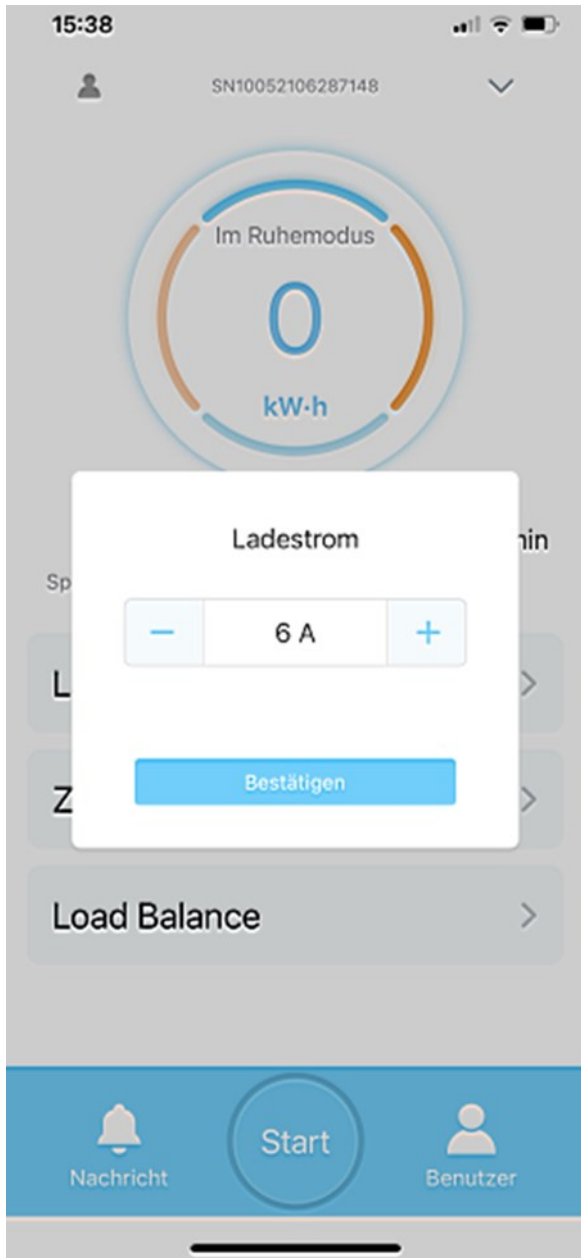 15:38
SN10052106287148
Im Ruhemodus
0
kW·h
Ladestrom
6 A
Bestätigen
Load Balance
Nachricht
Start
Benutzer